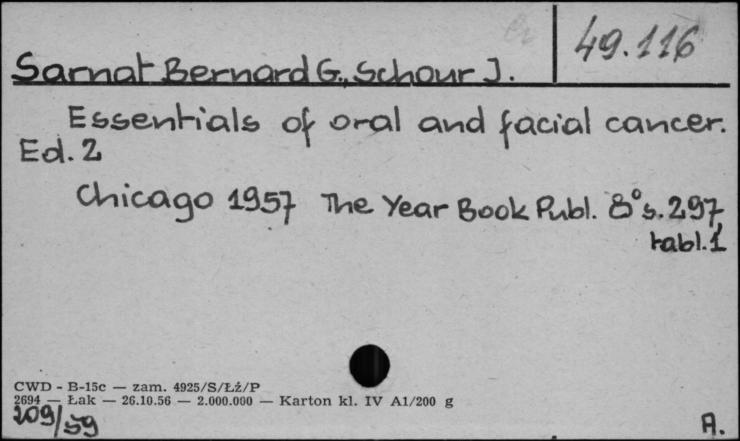 49.116
Sarnat Bernard G., Schour J.
Essentials of oral and facial cancer.
Ed. 2
Chicago 1957 The Year Book Publ. 8° s. 297,
tabl. 1
CWD - B-15c — zam. 4925/S/Łź/P
2694 — Łak — 26.10.56 — 2.000.000 — Karton kl. IV A1/200 g
209/59
A.